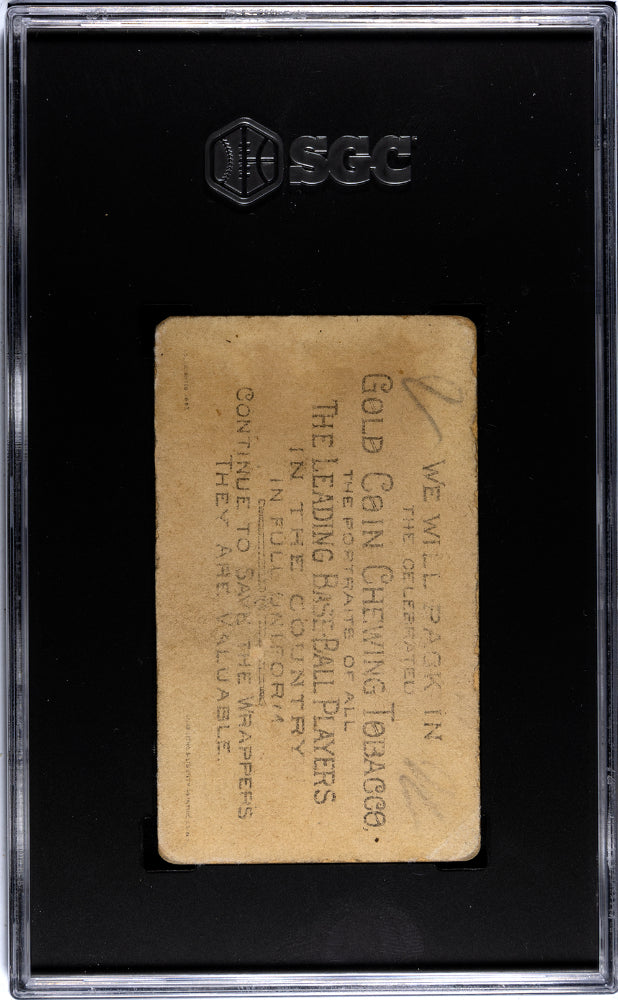 SGC
WE WILL PACK IN
THE CELEBRATED
GOLD COIN CHEWING TOBACCO,
THE PORTRAITS OF ALL
THE LEADING BASE BALL PLAYERS
IN THE COUNTRY
IN FULL UNIFORM
CONTINUE TO SAVE THE WRAPPERS
THEY ARE VALUABLE.